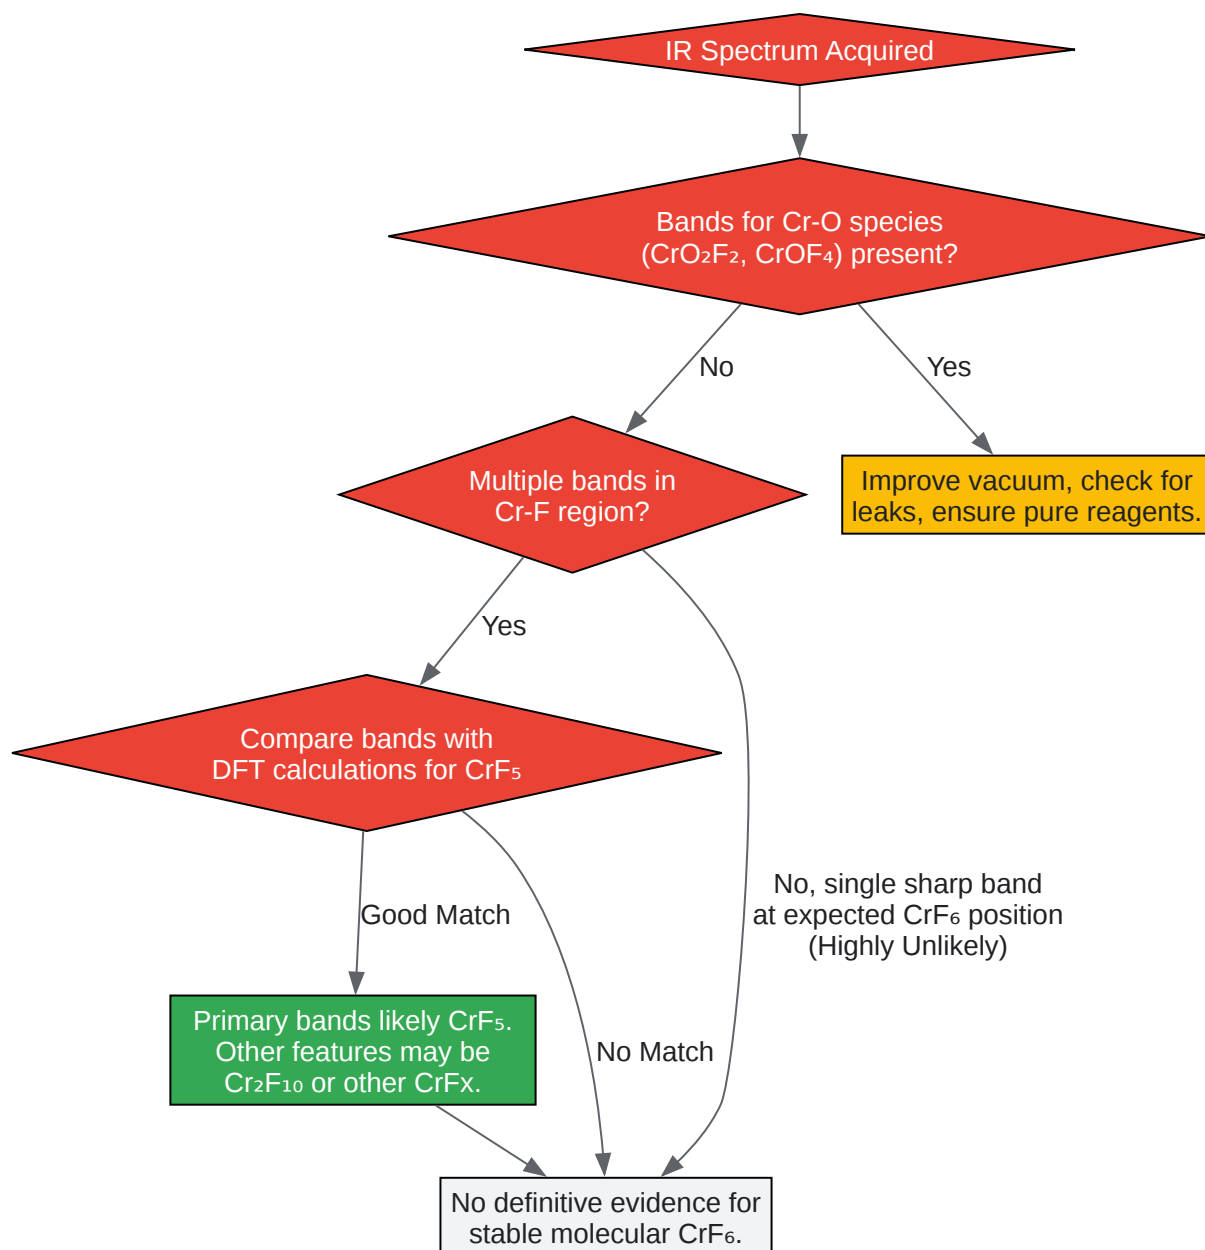 IR Spectrum Acquired
Bands for Cr-O species
(CrO₂F₂, CrOF₄) present?
No
Yes
Multiple bands in
Cr-F region?
Improve vacuum, check for
leaks, ensure pure reagents.
Yes
Compare bands with
DFT calculations for CrF₅
Good Match
No, single sharp band
at expected CrF₆ position
(Highly Unlikely)
Primary bands likely CrF₅.
Other features may be
Cr₂F₁₀ or other CrFx.
No Match
No definitive evidence for
stable molecular CrF₆.